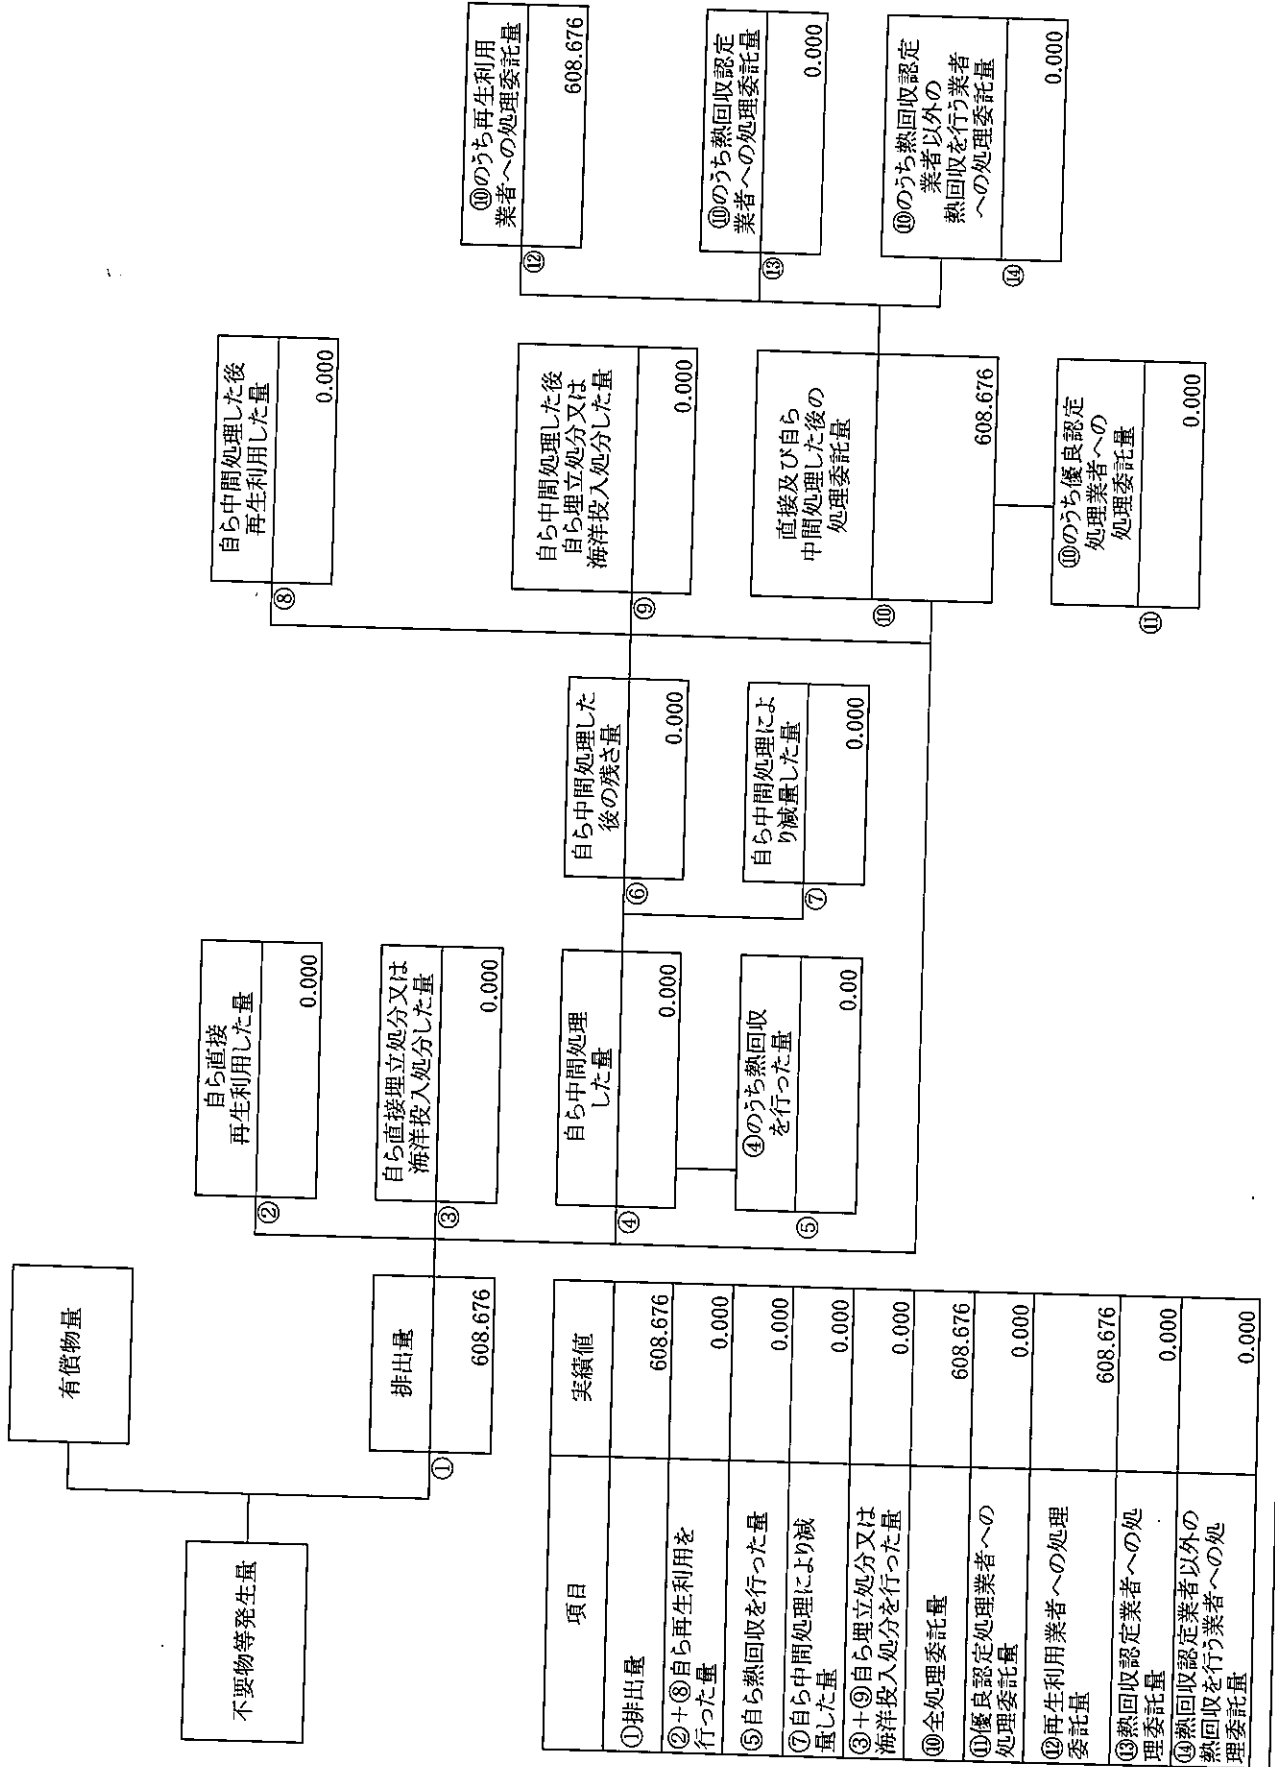 不要物等発生量
有償物量
①
排出量
608.676
②
自ら直接
再生利用した量
0.000
③
自ら直接埋立処分又は
海洋投入処分した量
0.000
④
自ら中間処理
した量
0.000
⑤
④のうち熱回収
を行った量
0.00
⑥
自ら中間処理した
後の残さ量
0.000
⑦
自ら中間処理によ
り減量した量
0.000
⑧
自ら中間処理した後
再生利用した量
0.000
⑨
自ら中間処理した後
自ら埋立処分又は
海洋投入処分した量
0.000
⑩
直接及び自ら
中間処理した後の
処理委託量
608.676
⑪
⑩のうち優良認定
処理業者への
処理委託量
0.000
⑫
⑩のうち再生利用
業者への処理委託量
608.676
⑬
⑩のうち熱回収認定
業者への処理委託量
0.000
⑭
⑩のうち熱回収認定
業者以外の
熱回収を行う業者
への処理委託量
0.000
項目
実績値
①排出量
608.676
②+⑧自ら再生利用を
行った量
0.000
⑤自ら熱回収を行った量
0.000
⑦自ら中間処理により減
量した量
0.000
③+⑨自ら埋立処分又は
海洋投入処分を行った量
0.000
⑩全処理委託量
608.676
⑪優良認定処理業者への
処理委託量
0.000
⑫再生利用業者への処理
委託量
608.676
⑬熱回収認定業者への処
理委託量
0.000
⑭熱回収認定業者以外の
熱回収を行う業者への処
理委託量
0.000